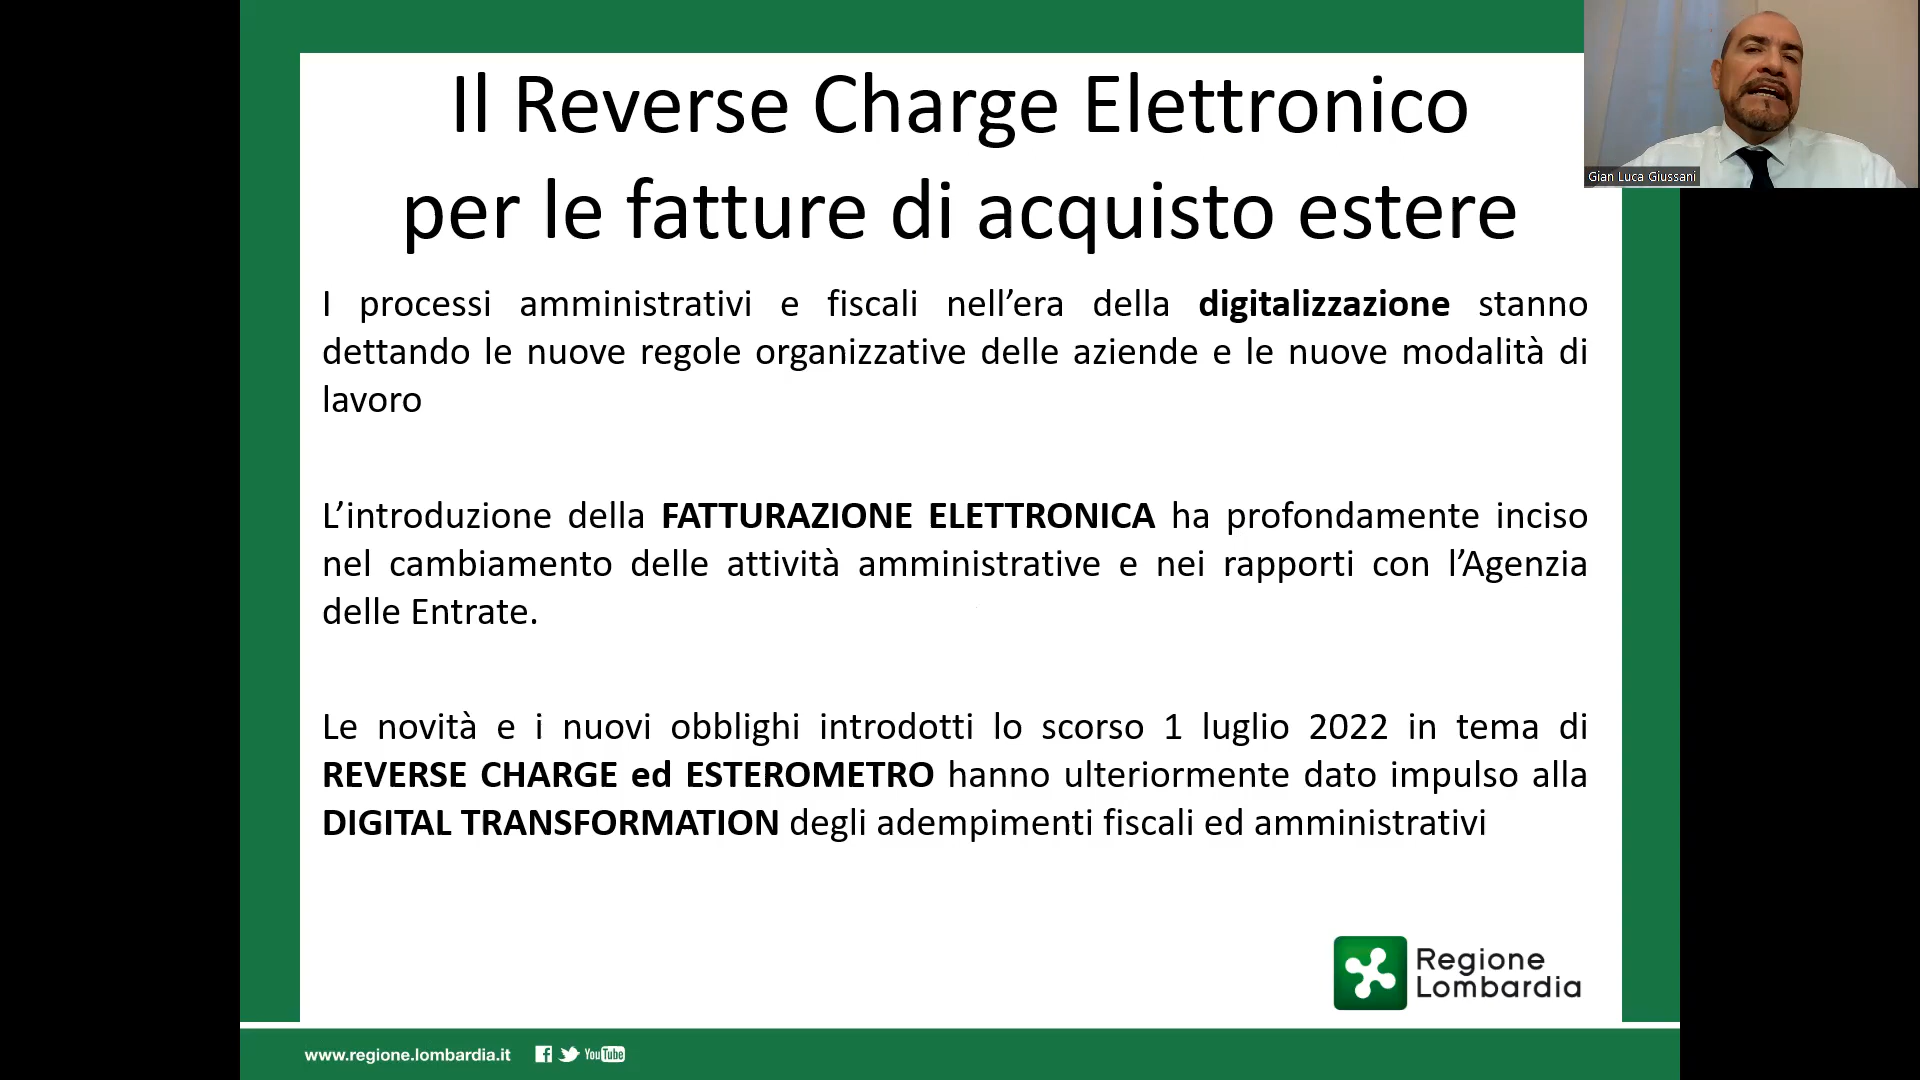 Il Reverse Charge Elettronico
per le fatture di acquisto estere
Gian Luca Giussani
I processi amministrativi e fiscali nell’era della digitalizzazione stanno
dettando le nuove regole organizzative delle aziende e le nuove modalità di
lavoro
L’introduzione della FATTURAZIONE ELETTRONICA ha profondamente inciso
nel cambiamento delle attività amministrative e nei rapporti con l’Agenzia
delle Entrate.
Le novità e i nuovi obblighi introdotti lo scorso 1 luglio 2022 in tema di
REVERSE CHARGE ed ESTEROMETRO hanno ulteriormente dato impulso alla
DIGITAL TRANSFORMATION degli adempimenti fiscali ed amministrativi
Regione
Lombardia
www.regione.lombardia.it
YouTube